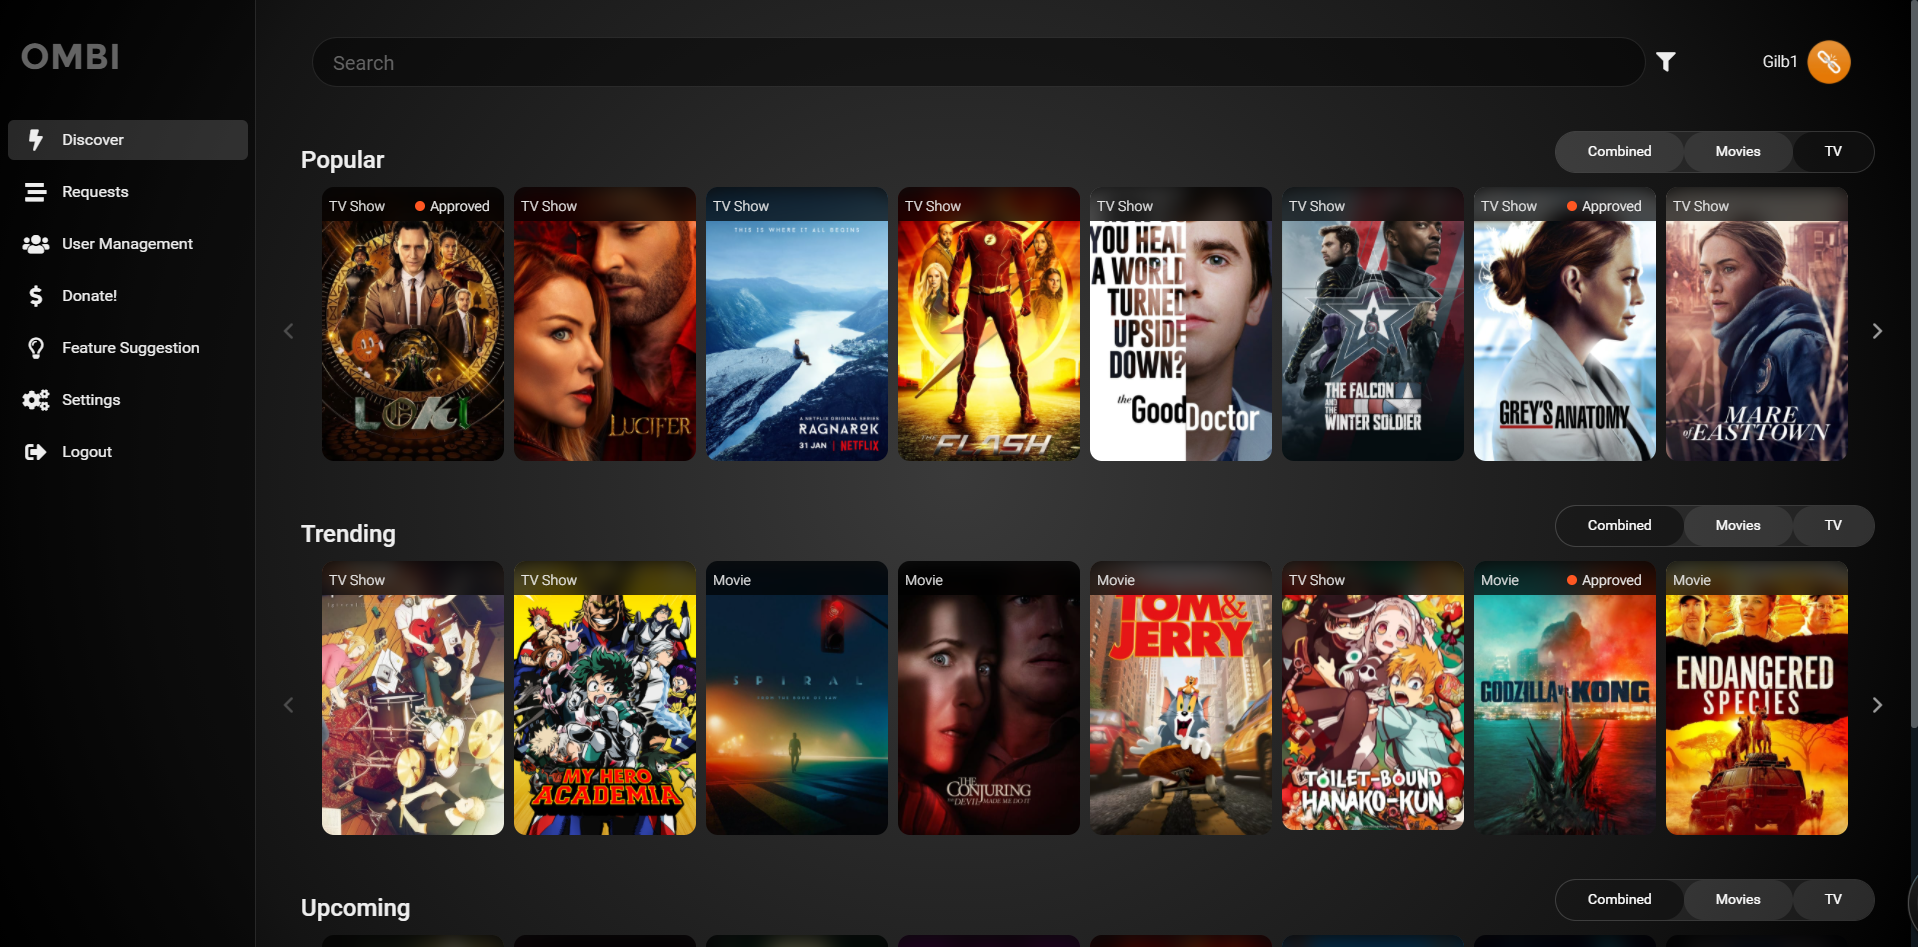 OMBI
Discover
Requests
User Management
Donate!
Feature Suggestion
Settings
Logout
Search
Gilb1
Popular
Combined
Movies
TV
TV Show
Approved
LOKI
TV Show
LUCIFER
TV Show
THIS IS WHERE IT ALL BEGINS
A NETFLIX ORIGINAL SERIES
RAGNARÖK
31 JAN | NETFLIX
TV Show
THE
FLASH
TV Show
YOU HEAL
A WORLD
TURNED
UPSIDE
DOWN?
the Good Doctor
TV Show
THE FALCON
AND THE
WINTER SOLDIER
TV Show
Approved
GREY'S ANATOMY
TV Show
MARE
of EASTTOWN
Trending
Combined
Movies
TV
TV Show
TV Show
MY HERO
ACADEMIA
Movie
SPIRAL
FROM THE BOOK OF SAW
Movie
THE
CONJURING
THE DEVIL MADE ME DO IT
Movie
TOM &
JERRY
TV Show
TOILET-BOUND
HANAKO-KUN
Movie
Approved
GODZILLA v. KONG
Movie
ENDANGERED
SPECIES
Upcoming
Combined
Movies
TV